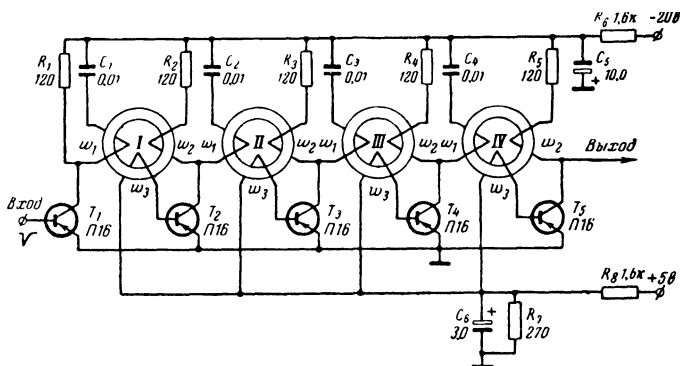 R₆ 1,6к -20в
R₁ 120
C₁ 0,01
R₂ 120
C₂ 0,01
R₃ 120
C₃ 0,01
R₄ 120
C₄ 0,01
R₅ 120
C₅ 10,0
+
I
II
III
IV
w₁
w₂
w₁
w₂
w₁
w₂
w₁
w₂
Выход
w₃
w₃
w₃
w₃
Вход
T₁ П16
T₂ П16
T₃ П16
T₄ П16
T₅ П16
R₈ 1,6к +5в
C₆ 3,0
+
R₇ 270